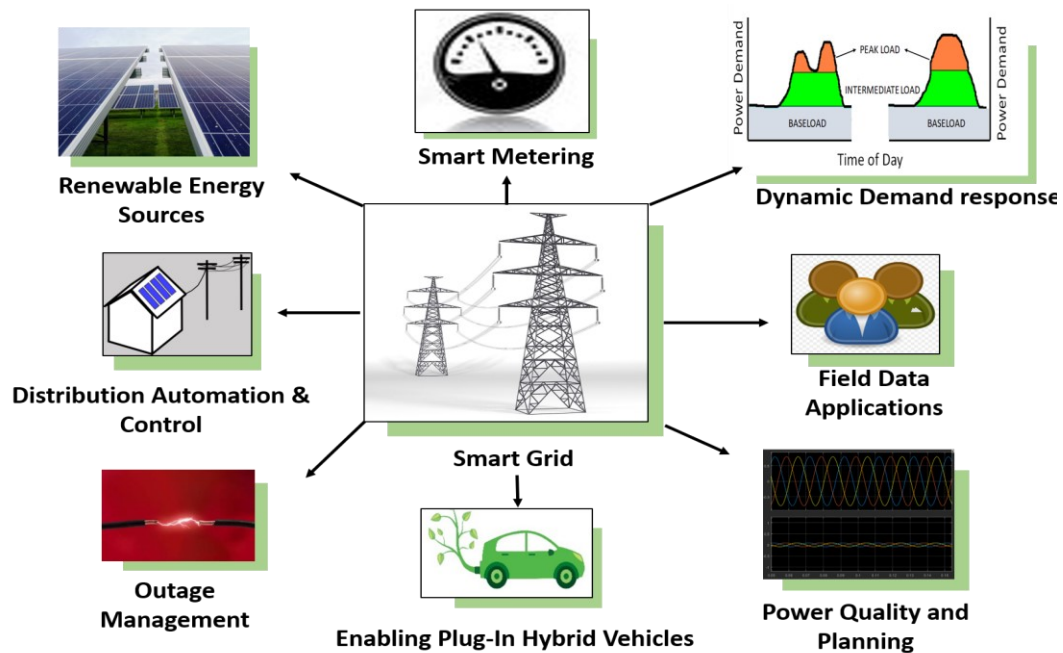 Power Demand
PEAK LOAD
INTERMEDIATE LOAD
BASELOAD
BASELOAD
Power Demand
Time of Day
Smart Metering
Renewable Energy
Sources
Dynamic Demand response
Distribution Automation &
Control
Field Data
Applications
Smart Grid
Outage
Management
Enabling Plug-In Hybrid Vehicles
Power Quality and
Planning